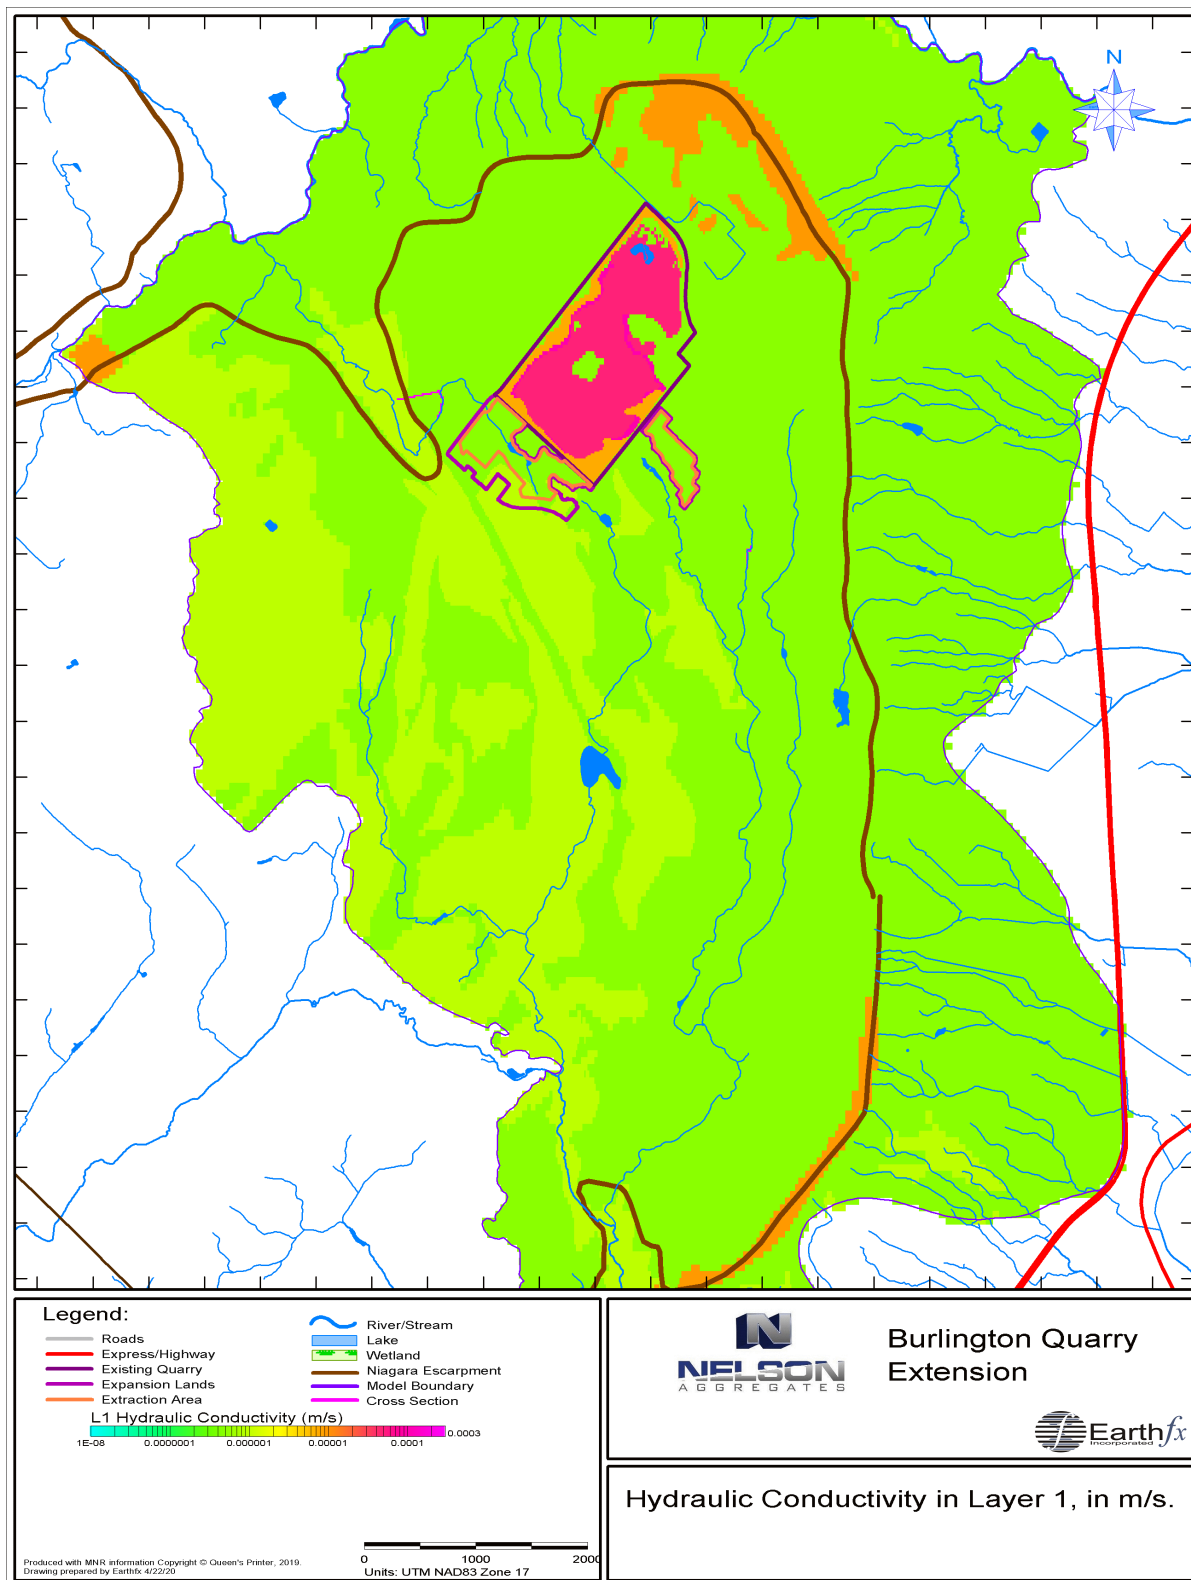 N
Legend:
Roads
Express/Highway
Existing Quarry
Expansion Lands
Extraction Area
River/Stream
Lake
Wetland
Niagara Escarpment
Model Boundary
Cross Section
L1 Hydraulic Conductivity (m/s)
1E-08 0.0000001 0.000001 0.00001 0.0001 0.0003
0 1000 2000
Units: UTM NAD83 Zone 17
Produced with MNR information Copyright © Queen's Printer, 2019.
Drawing prepared by Earthfx 4/22/20
N
NELSON
AGGREGATES
Burlington Quarry
Extension
Earthfx
Incorporated
Hydraulic Conductivity in Layer 1, in m/s.